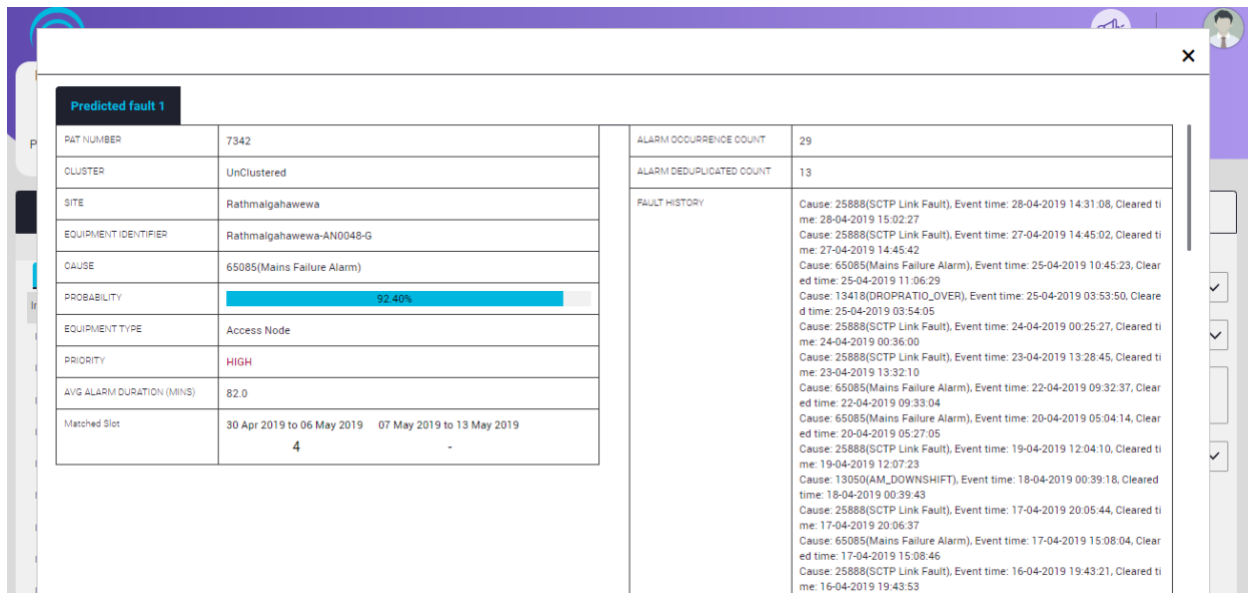 Predicted fault 1
PAT NUMBER
7342
CLUSTER
UnClustered
SITE
Rathmalgahawewa
EQUIPMENT IDENTIFIER
Rathmalgahawewa-AN0048-G
CAUSE
65085(Mains Failure Alarm)
PROBABILITY
92.40%
EQUIPMENT TYPE
Access Node
PRIORITY
HIGH
AVG ALARM DURATION (MINS)
82.0
Matched Slot
30 Apr 2019 to 06 May 2019 07 May 2019 to 13 May 2019
4 -
ALARM OCCURRENCE COUNT
29
ALARM DEDUPLICATED COUNT
13
FAULT HISTORY
Cause: 25888(SCTP Link Fault), Event time: 28-04-2019 14:31:08, Cleared ti
me: 28-04-2019 15:02:27
Cause: 25888(SCTP Link Fault), Event time: 27-04-2019 14:45:02, Cleared ti
me: 27-04-2019 14:45:42
Cause: 65085(Mains Failure Alarm), Event time: 25-04-2019 10:45:23, Clear
ed time: 25-04-2019 11:06:29
Cause: 13418(DROPRATIO_OVER), Event time: 25-04-2019 03:53:50, Cleare
d time: 25-04-2019 03:54:05
Cause: 25888(SCTP Link Fault), Event time: 24-04-2019 00:25:27, Cleared ti
me: 24-04-2019 00:36:00
Cause: 25888(SCTP Link Fault), Event time: 23-04-2019 13:28:45, Cleared ti
me: 23-04-2019 13:32:10
Cause: 65085(Mains Failure Alarm), Event time: 22-04-2019 09:32:37, Clear
ed time: 22-04-2019 09:33:04
Cause: 65085(Mains Failure Alarm), Event time: 20-04-2019 05:04:14, Clear
ed time: 20-04-2019 05:27:05
Cause: 25888(SCTP Link Fault), Event time: 19-04-2019 12:04:10, Cleared ti
me: 19-04-2019 12:07:23
Cause: 13050(AM_DOWNSHIFT), Event time: 18-04-2019 00:39:18, Cleared
time: 18-04-2019 00:39:43
Cause: 25888(SCTP Link Fault), Event time: 17-04-2019 20:05:44, Cleared ti
me: 17-04-2019 20:06:37
Cause: 65085(Mains Failure Alarm), Event time: 17-04-2019 15:08:04, Clear
ed time: 17-04-2019 15:08:46
Cause: 25888(SCTP Link Fault), Event time: 16-04-2019 19:43:21, Cleared ti
me: 16-04-2019 19:43:53